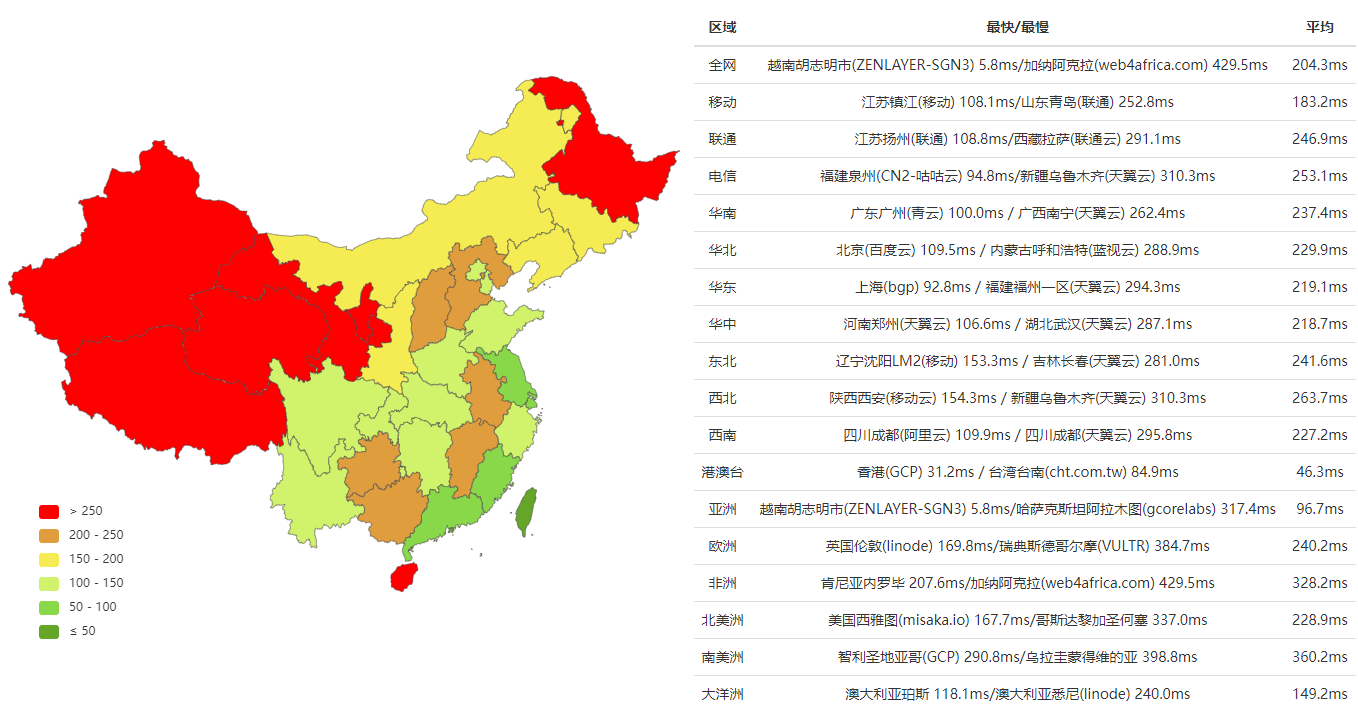 区域 最快/最慢 平均
全网 越南胡志明市(ZENLAYER-SGN3) 5.8ms/加纳阿克拉(web4africa.com) 429.5ms 204.3ms
移动 江苏镇江(移动) 108.1ms/山东青岛(联通) 252.8ms 183.2ms
联通 江苏扬州(联通) 108.8ms/西藏拉萨(联通云) 291.1ms 246.9ms
电信 福建泉州(CN2-咕咕云) 94.8ms/新疆乌鲁木齐(天翼云) 310.3ms 253.1ms
华南 广东广州(青云) 100.0ms / 广西南宁(天翼云) 262.4ms 237.4ms
华北 北京(百度云) 109.5ms / 内蒙古呼和浩特(蓝视云) 288.9ms 229.9ms
华东 上海(bgp) 92.8ms / 福建福州一区(天翼云) 294.3ms 219.1ms
华中 河南郑州(天翼云) 106.6ms / 湖北武汉(天翼云) 287.1ms 218.7ms
东北 辽宁沈阳LM2(移动) 153.3ms / 吉林长春(天翼云) 281.0ms 241.6ms
西北 陕西西安(移动云) 154.3ms / 新疆乌鲁木齐(天翼云) 310.3ms 263.7ms
西南 四川成都(阿里云) 109.9ms / 四川成都(天翼云) 295.8ms 227.2ms
港澳台 香港(GCP) 31.2ms / 台湾台南(cht.com.tw) 84.9ms 46.3ms
亚洲 越南胡志明市(ZENLAYER-SGN3) 5.8ms/哈萨克斯坦阿拉木图(gcorelabs) 317.4ms 96.7ms
欧洲 英国伦敦(linode) 169.8ms/瑞典斯德哥尔摩(VULTR) 384.7ms 240.2ms
非洲 肯尼亚内罗毕 207.6ms/加纳阿克拉(web4africa.com) 429.5ms 328.2ms
北美洲 美国西雅图(misaka.io) 167.7ms/哥斯达黎加圣何塞 337.0ms 228.9ms
南美洲 智利圣地亚哥(GCP) 290.8ms/乌拉圭蒙得维的亚 398.8ms 360.2ms
大洋洲 澳大利亚珀斯 118.1ms/澳大利亚悉尼(linode) 240.0ms 149.2ms
> 250
200 - 250
150 - 200
100 - 150
50 - 100
≤ 50